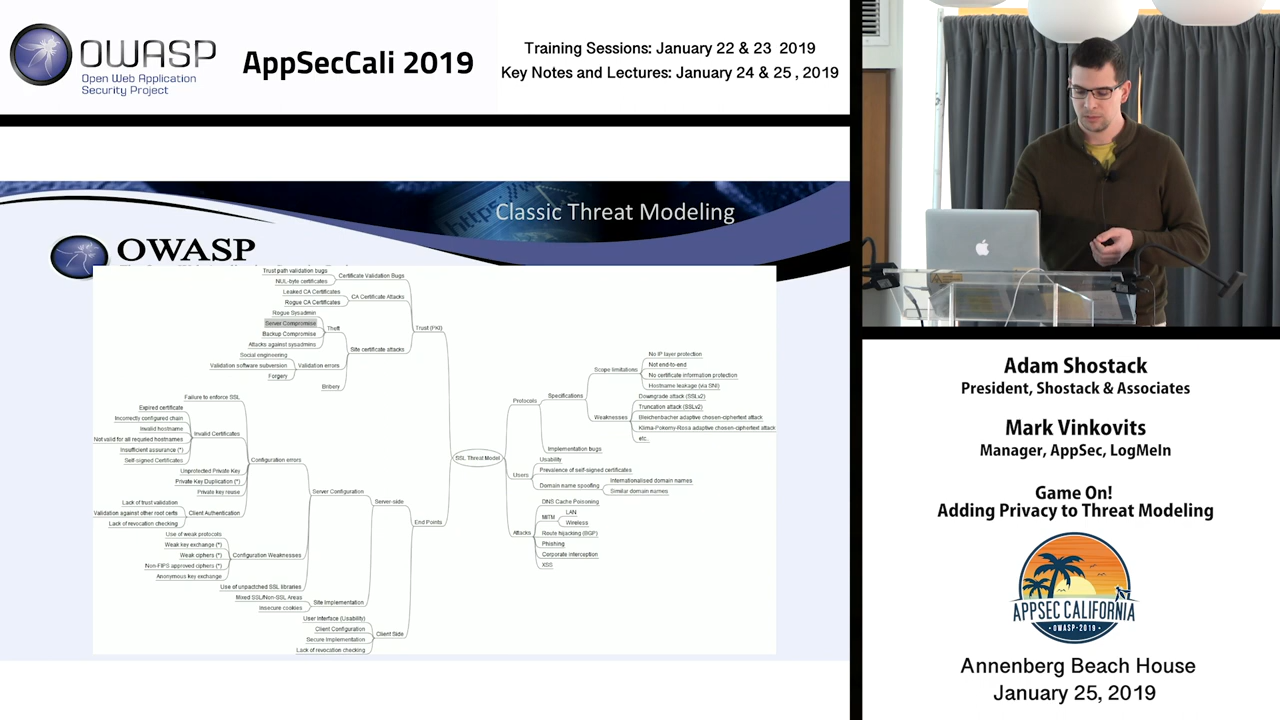 OWASP
Open Web Application
Security Project
AppSecCali 2019
Training Sessions: January 22 & 23 2019
Key Notes and Lectures: January 24 & 25 , 2019
https
Classic Threat Modeling
OWASP
Trust path validation bugs
NUL-byte certificates
Certificate Validation Bugs
Leaked CA Certificates
Rogue CA Certificates
CA Certificate Attacks
Rogue Sysadmin
Server Compromise
Backup Compromise
Attacks against sysadmins
Theft
Social engineering
Validation software subversion
Forgery
Validation errors
Bribery
Site certificate attacks
Trust (PKI)
Failure to enforce SSL
Expired certificate
Incorrectly configured chain
Invalid hostname
Not valid for all required hostnames
Insufficient assurance (*)
Self-signed Certificates
Invalid Certificates
Unprotected Private Key
Private Key Duplication (*)
Private key reuse
Configuration errors
Lack of trust validation
Validation against other root certs
Lack of revocation checking
Client Authentication
Use of weak protocols
Weak key exchange (*)
Weak ciphers (*)
Non-FIPS approved ciphers (*)
Anonymous key exchange
Configuration Weaknesses
Use of unpatched SSL libraries
Server Configuration
Mixed SSL/Non-SSL Areas
Insecure cookies
Site Implementation
Server-side
User Interface (Usability)
Client Configuration
Secure Implementation
Lack of revocation checking
Client Side
End Points
SSL Threat Model
Protocols
Specifications
Scope limitations
No IP layer protection
Not end-to-end
No certificate information protection
Hostname leakage (via SNI)
Weaknesses
Downgrade attack (SSLv2)
Truncation attack (SSLv2)
Bleichenbacher adaptive chosen-ciphertext attack
Klima-Pokorny-Rosa adaptive chosen-ciphertext attack
etc.
Implementation bugs
Users
Usability
Prevalence of self-signed certificates
Domain name spoofing
Internationalised domain names
Similar domain names
Attacks
DNS Cache Poisoning
MITM
LAN
Wireless
Route hijacking (BGP)
Phishing
Corporate interception
XSS
Adam Shostack
President, Shostack & Associates
Mark Vinkovits
Manager, AppSec, LogMeIn
Game On!
Adding Privacy to Threat Modeling
APPSEC CALIFORNIA
OWASP 2019
Annenberg Beach House
January 25, 2019